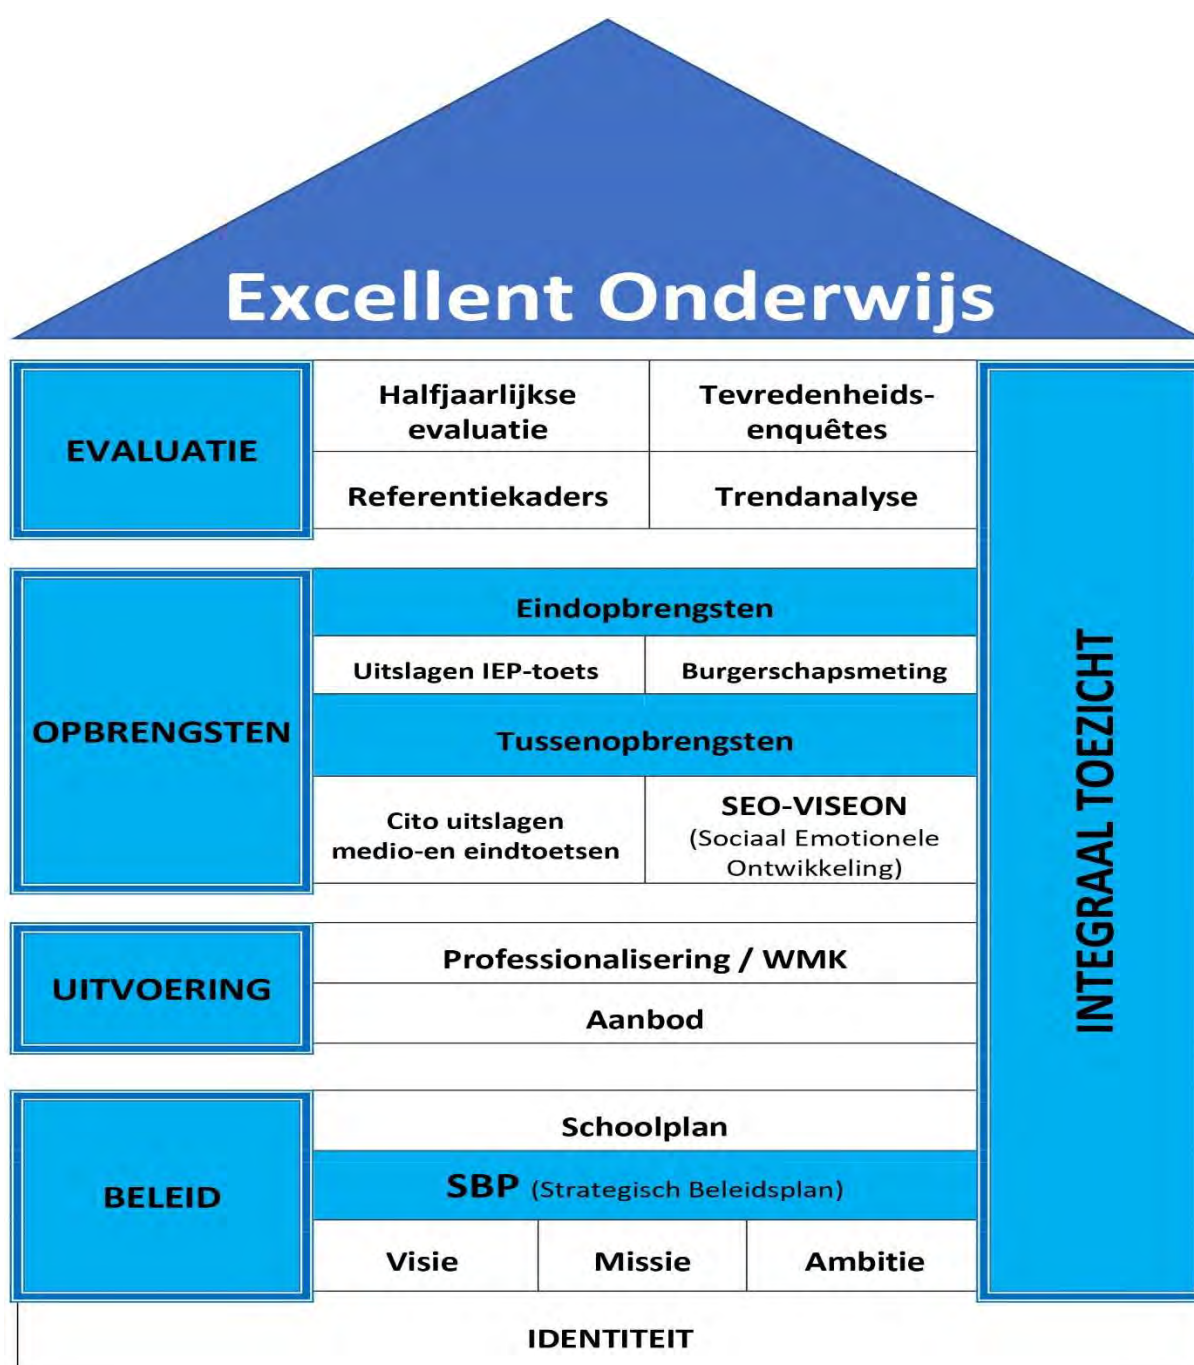 Excellent Onderwijs
EVALUATIE
Halfjaarlijkse
evaluatie
Tevredenheids-
enquêtes
Referentiekaders
Trendanalyse
OPBRENGSTEN
Eindopbrengsten
Uitslagen IEP-toets
Burgerschapsmeting
Tussenopbrengsten
Cito uitslagen
medio-en eindtoetsen
SEO-VISEON
(Sociaal Emotionele
Ontwikkeling)
UITVOERING
Professionalisering / WMK
Aanbod
BELEID
Schoolplan
SBP (Strategisch Beleidsplan)
Visie
Missie
Ambitie
INTEGRAAL TOEZICHT
IDENTITEIT